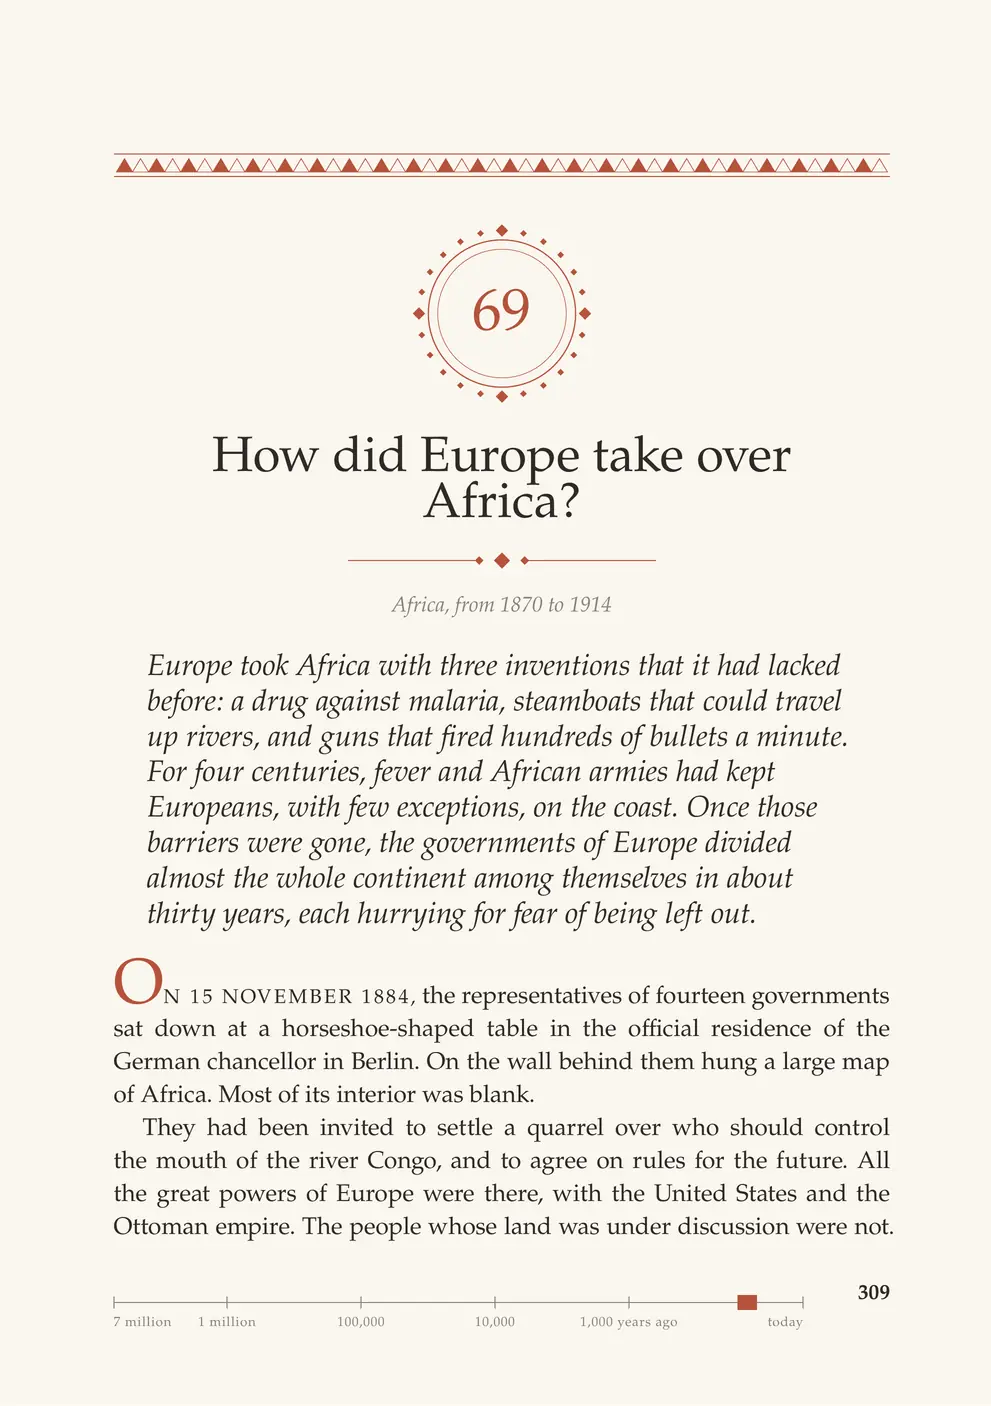 69
How did Europe take over
Africa?
Africa, from 1870 to 1914
Europe took Africa with three inventions that it had lacked
before: a drug against malaria, steamboats that could travel
up rivers, and guns that fired hundreds of bullets a minute.
For four centuries, fever and African armies had kept
Europeans, with few exceptions, on the coast. Once those
barriers were gone, the governments of Europe divided
almost the whole continent among themselves in about
thirty years, each hurrying for fear of being left out.
ON 15 NOVEMBER 1884, the representatives of fourteen governments
sat down at a horseshoe-shaped table in the official residence of the
German chancellor in Berlin. On the wall behind them hung a large map
of Africa. Most of its interior was blank.
They had been invited to settle a quarrel over who should control
the mouth of the river Congo, and to agree on rules for the future. All
the great powers of Europe were there, with the United States and the
Ottoman empire. The people whose land was under discussion were not.
309
7 million 1 million 100,000 10,000 1,000 years ago today